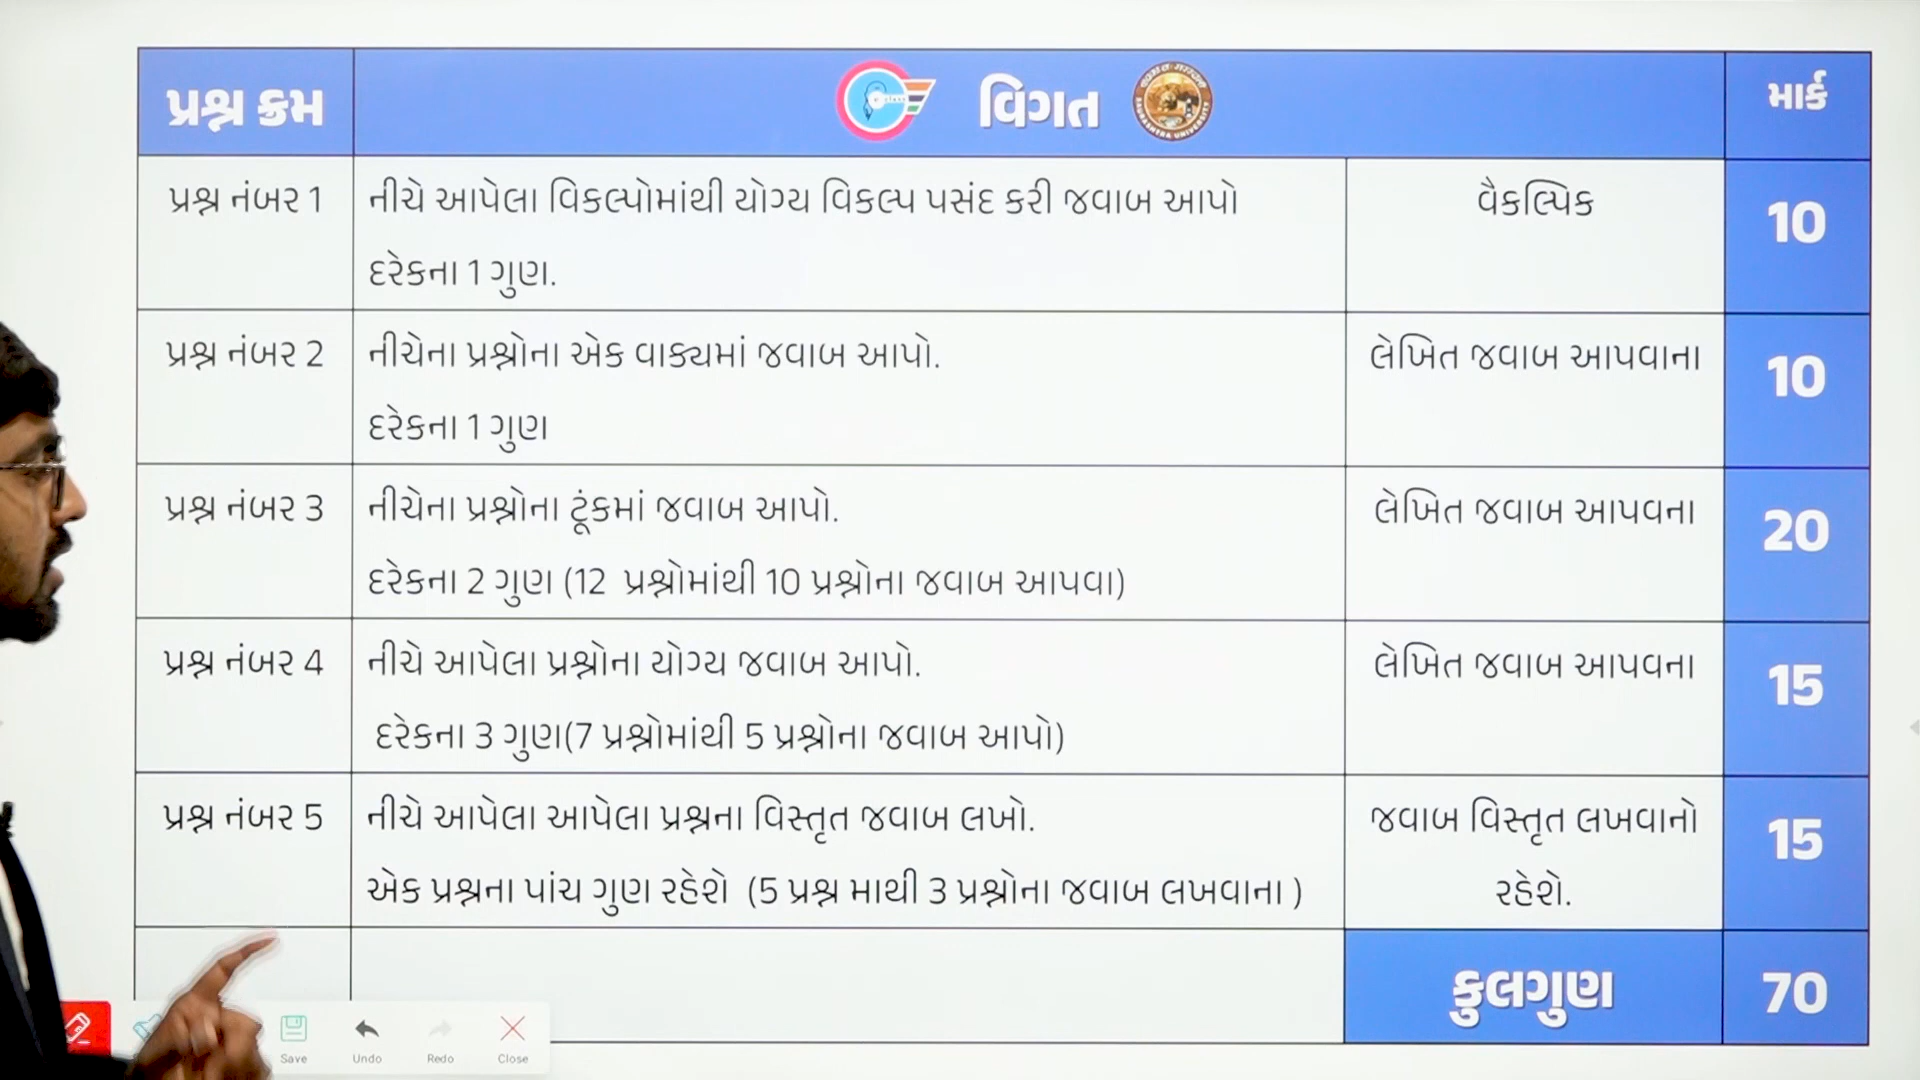 પ્રશ્ન ક્રમ વિગત માર્ક
પ્રશ્ન નંબર 1 નીચે આપેલા વિકલ્પોમાંથી યોગ્ય વિકલ્પ પસંદ કરી જવાબ આપો વૈકલ્પિક 10
દરેકના 1 ગુણ.
પ્રશ્ન નંબર 2 નીચેના પ્રશ્નોના એક વાક્યમાં જવાબ આપો. લેખિત જવાબ આપવાના 10
દરેકના 1 ગુણ
પ્રશ્ન નંબર 3 નીચેના પ્રશ્નોના ટૂંકમાં જવાબ આપો. લેખિત જવાબ આપવના 20
દરેકના 2 ગુણ (12 પ્રશ્નોમાંથી 10 પ્રશ્નોના જવાબ આપવા)
પ્રશ્ન નંબર 4 નીચે આપેલા પ્રશ્નોના યોગ્ય જવાબ આપો. લેખિત જવાબ આપવના 15
દરેકના 3 ગુણ(7 પ્રશ્નોમાંથી 5 પ્રશ્નોના જવાબ આપો)
પ્રશ્ન નંબર 5 નીચે આપેલા આપેલા પ્રશ્નના વિસ્તૃત જવાબ લખો. જવાબ વિસ્તૃત લખવાનો 15
એક પ્રશ્નના પાંચ ગુણ રહેશે (5 પ્રશ્ન માથી 3 પ્રશ્નોના જવાબ લખવાના ) રહેશે.
કુલગુણ 70
Save Undo Redo Close